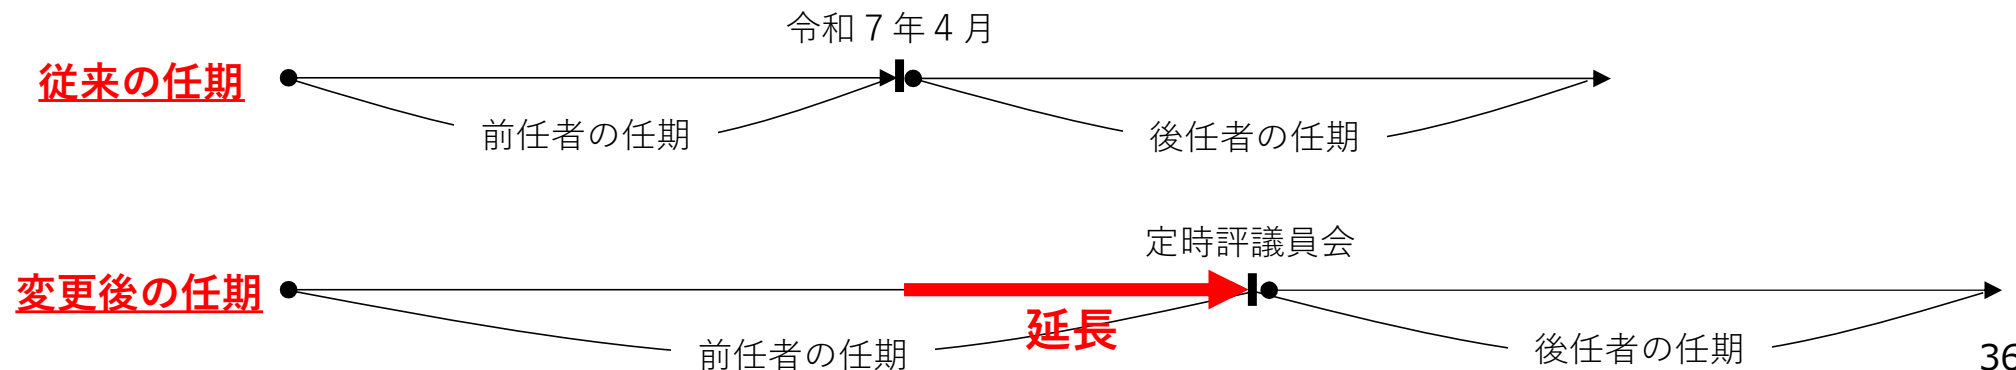 令和７年４月
従来の任期
前任者の任期
後任者の任期
定時評議員会
変更後の任期
延長
前任者の任期
後任者の任期
36